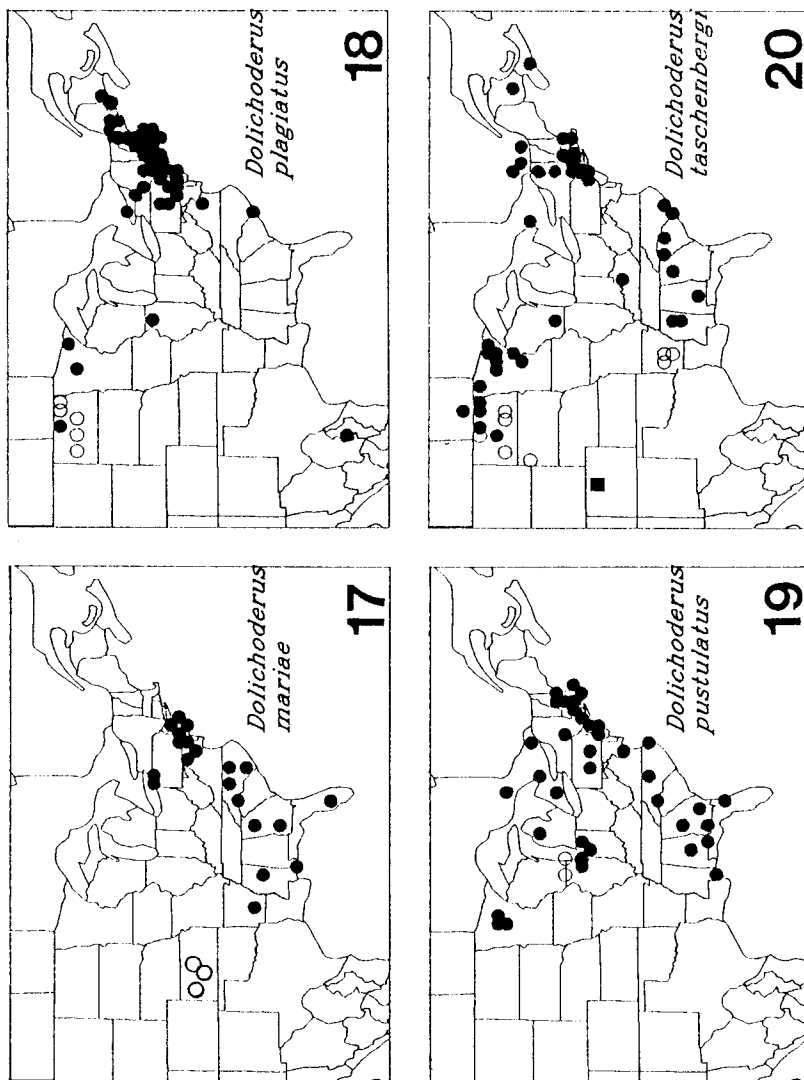 Dolichoderus
mariae
17
Dolichoderus
plagiatus
18
Dolichoderus
pustulatus
19
Dolichoderus
taschenbergi
20